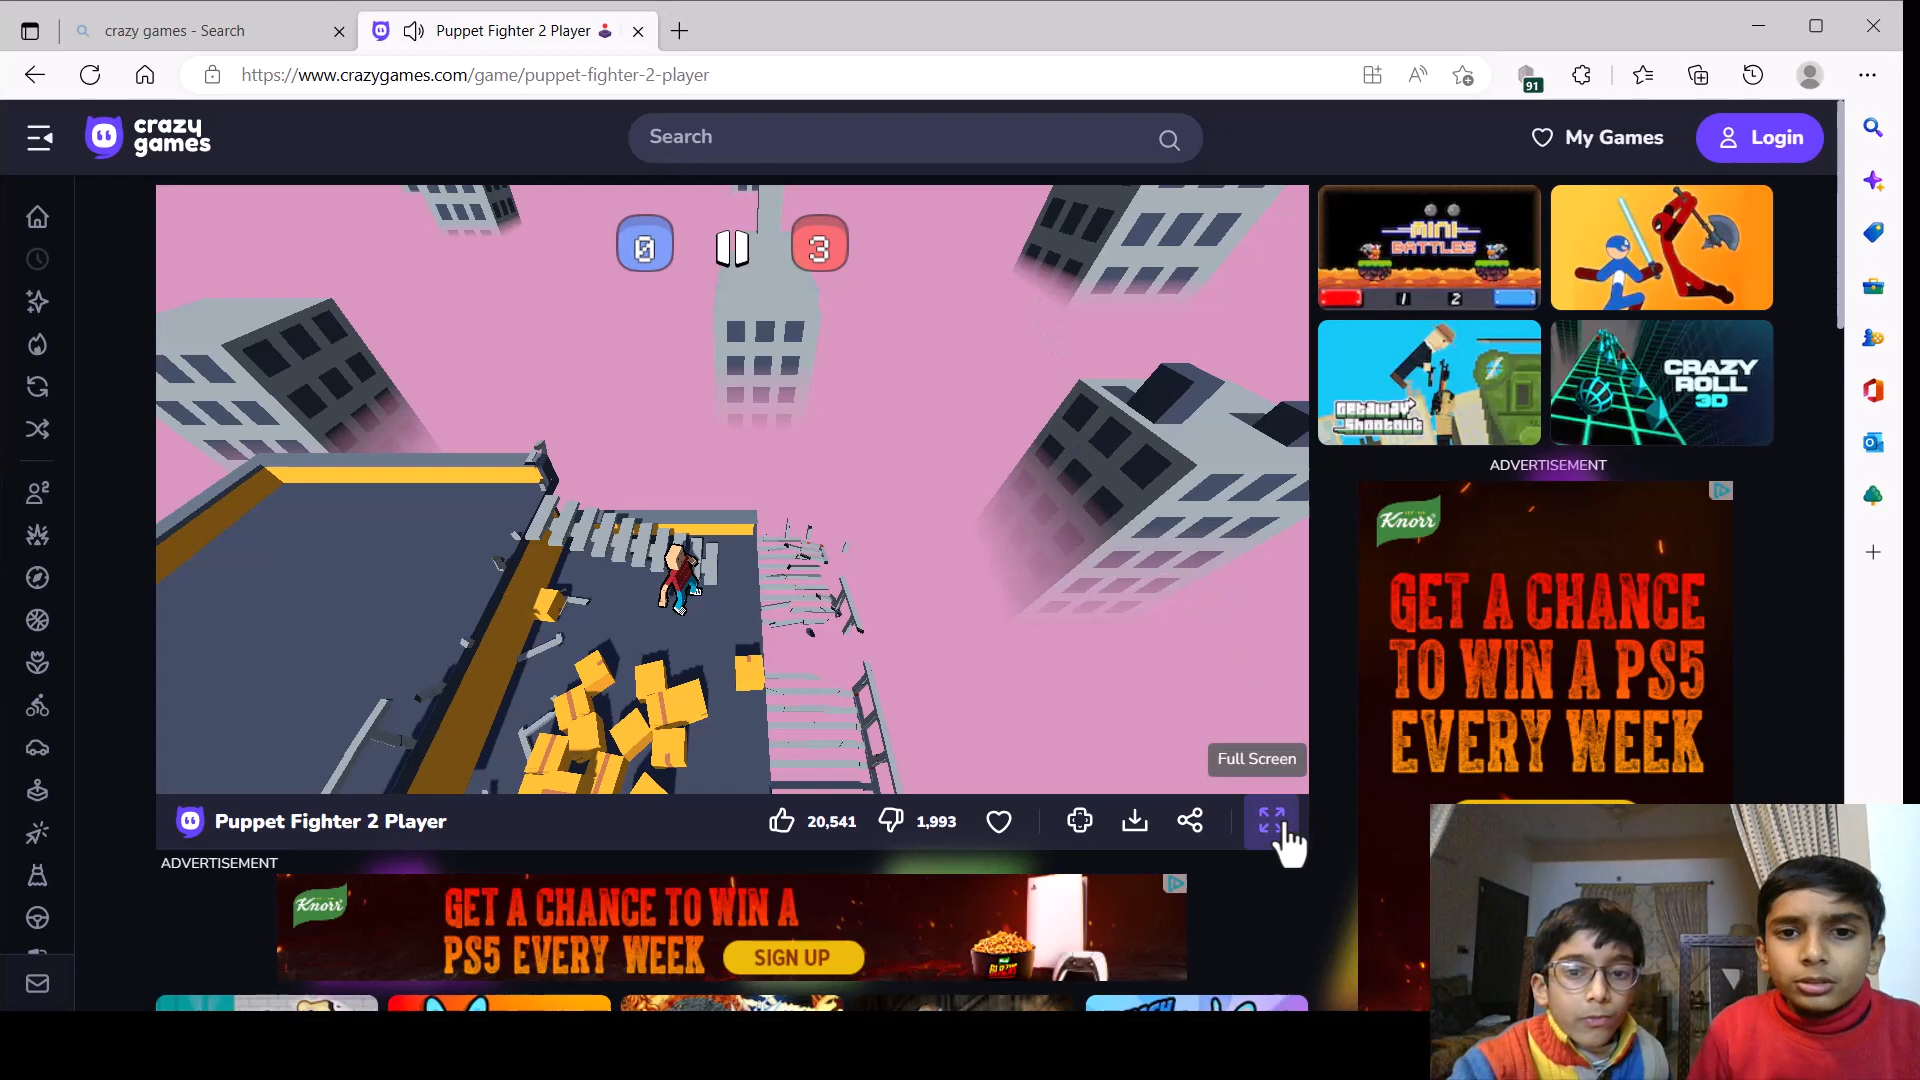 crazy games - Search
Puppet Fighter 2 Player
https://www.crazygames.com/game/puppet-fighter-2-player
91
crazy
games
Search
My Games
Login
0
3
MINI
BATTLES
1 2
GETAWAY
SHOOTOUT
CRAZY
ROLL
3D
ADVERTISEMENT
Knorr
GET A CHANCE
TO WIN A PS5
EVERY WEEK
Full Screen
Puppet Fighter 2 Player
20,541
1,993
ADVERTISEMENT
Knorr
GET A CHANCE TO WIN A
PS5 EVERY WEEK
SIGN UP